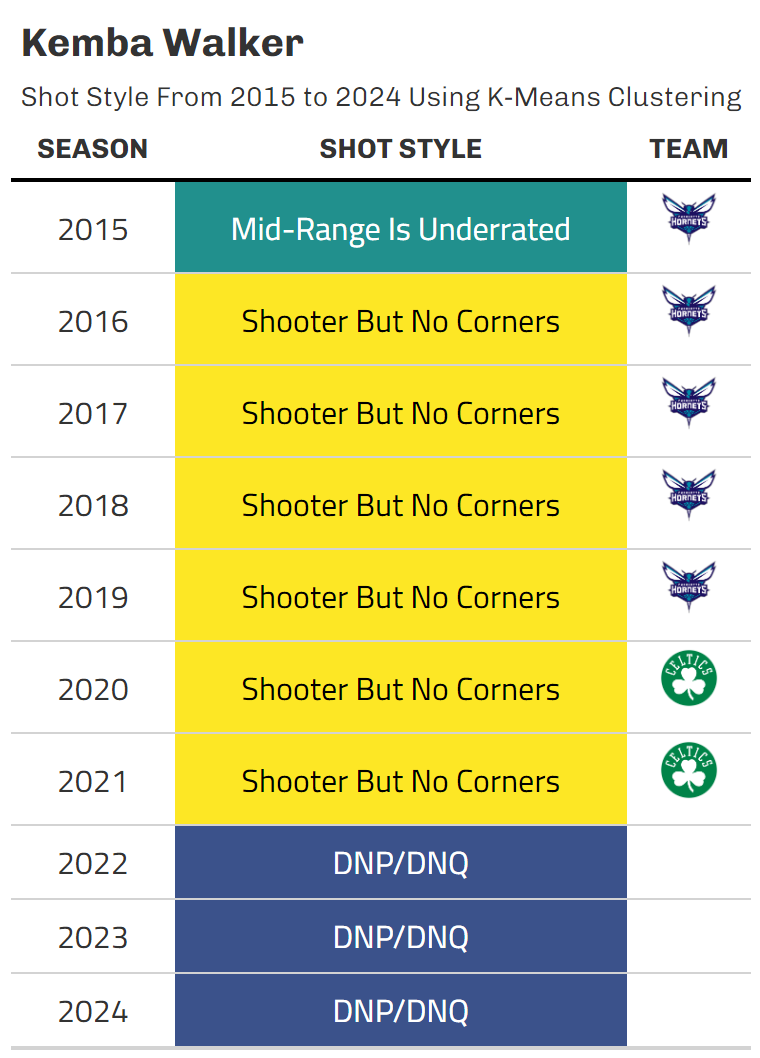 Kemba Walker
Shot Style From 2015 to 2024 Using K-Means Clustering
SEASON SHOT STYLE TEAM
2015 Mid-Range Is Underrated HORNETS
2016 Shooter But No Corners HORNETS
2017 Shooter But No Corners HORNETS
2018 Shooter But No Corners HORNETS
2019 Shooter But No Corners HORNETS
2020 Shooter But No Corners CELTICS
2021 Shooter But No Corners CELTICS
2022 DNP/DNQ
2023 DNP/DNQ
2024 DNP/DNQ